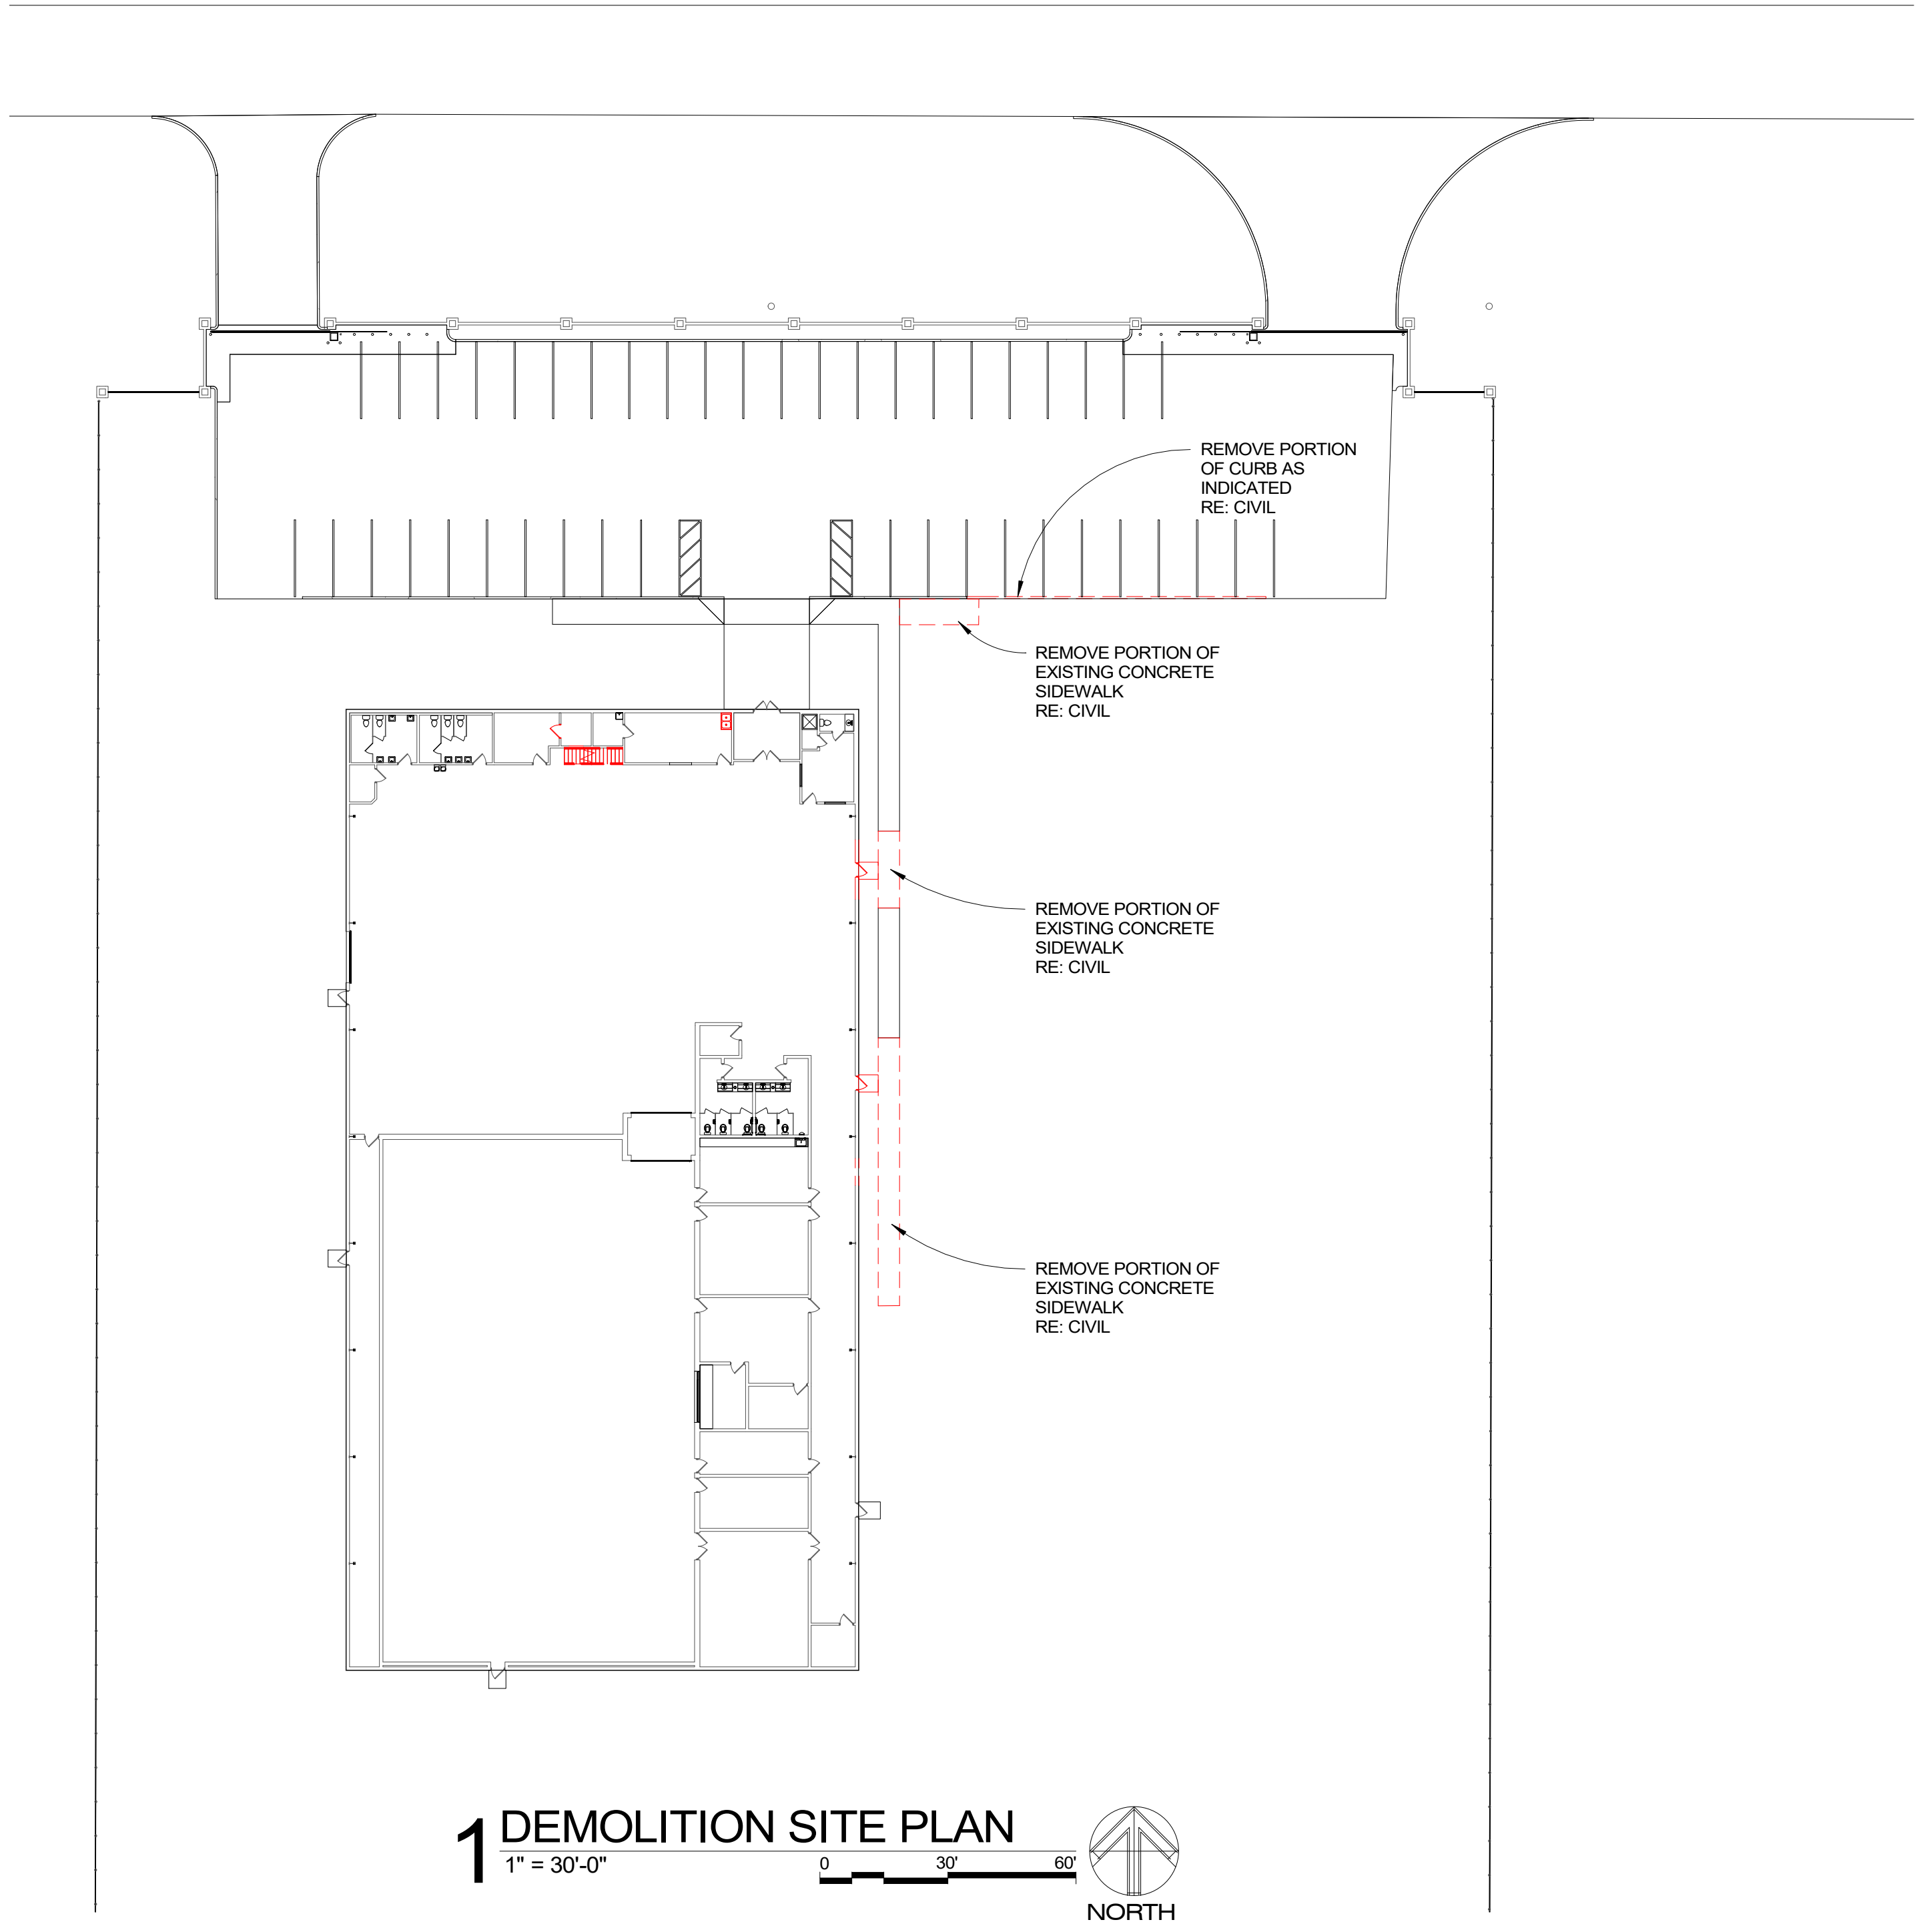 REMOVE PORTION
OF CURB AS
INDICATED
RE: CIVIL
REMOVE PORTION OF
EXISTING CONCRETE
SIDEWALK
RE: CIVIL
REMOVE PORTION OF
EXISTING CONCRETE
SIDEWALK
RE: CIVIL
REMOVE PORTION OF
EXISTING CONCRETE
SIDEWALK
RE: CIVIL
1 DEMOLITION SITE PLAN
1" = 30'-0"
0 30' 60'
NORTH